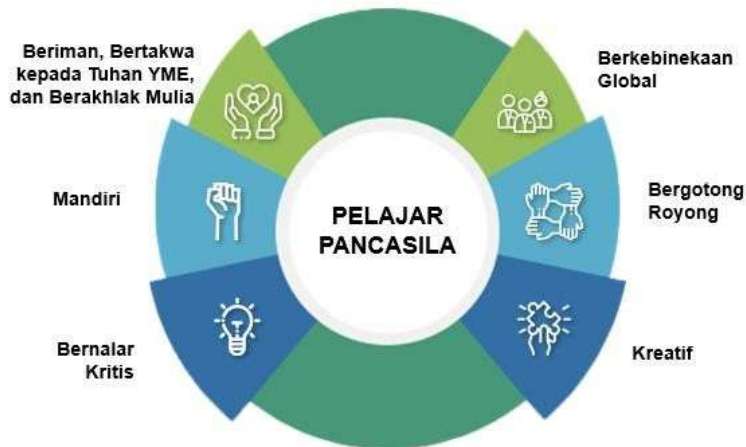 Beriman, Bertakwa
kepada Tuhan YME,
dan Berakhlak Mulia
Berkebinekaan
Global
Mandiri
PELAJAR
PANCASILA
Bergotong
Royong
Bernalar
Kritis
Kreatif